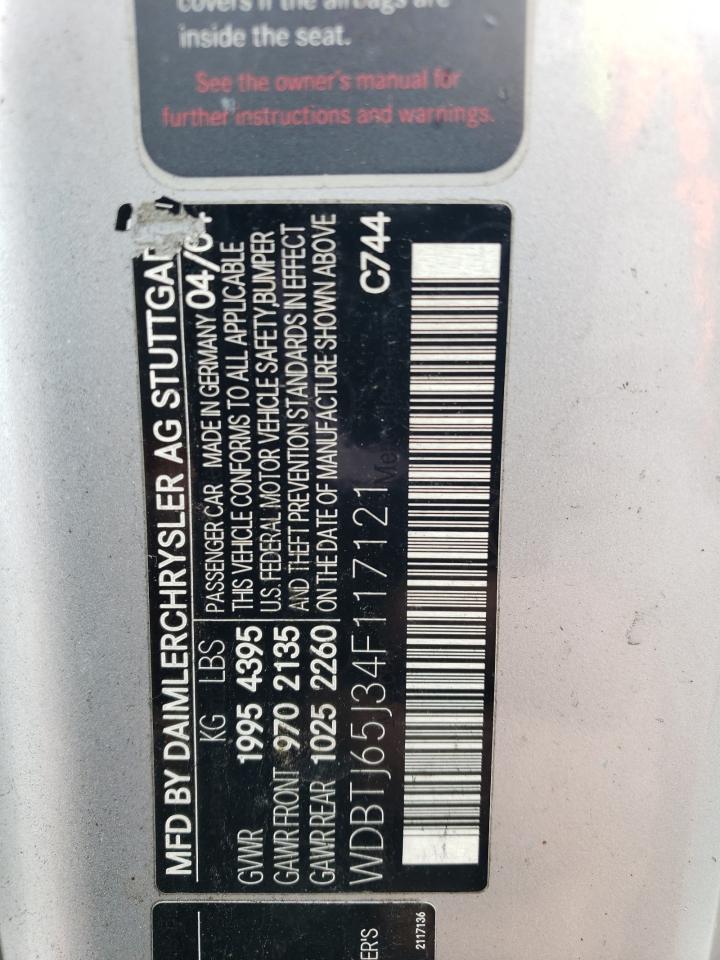 covers if the airbags are
inside the seat.
See the owner's manual for
further instructions and warnings.
MFD BY DAIMLERCHRYSLER AG
KG LBS
GVWR 1995 4395
GAWR FRONT 970 2135
GAWR REAR 1025 2260
PASSENGER CAR MADE IN GERMANY 04/04
THIS VEHICLE CONFORMS TO ALL APPLICABLE
U.S. FEDERAL MOTOR VEHICLE SAFETY,BUMPER
AND THEFT PREVENTION STANDARDS IN EFFECT
ON THE DATE OF MANUFACTURE SHOWN ABOVE
WDBTJ65J34F117121
C744
ER'S
2117136